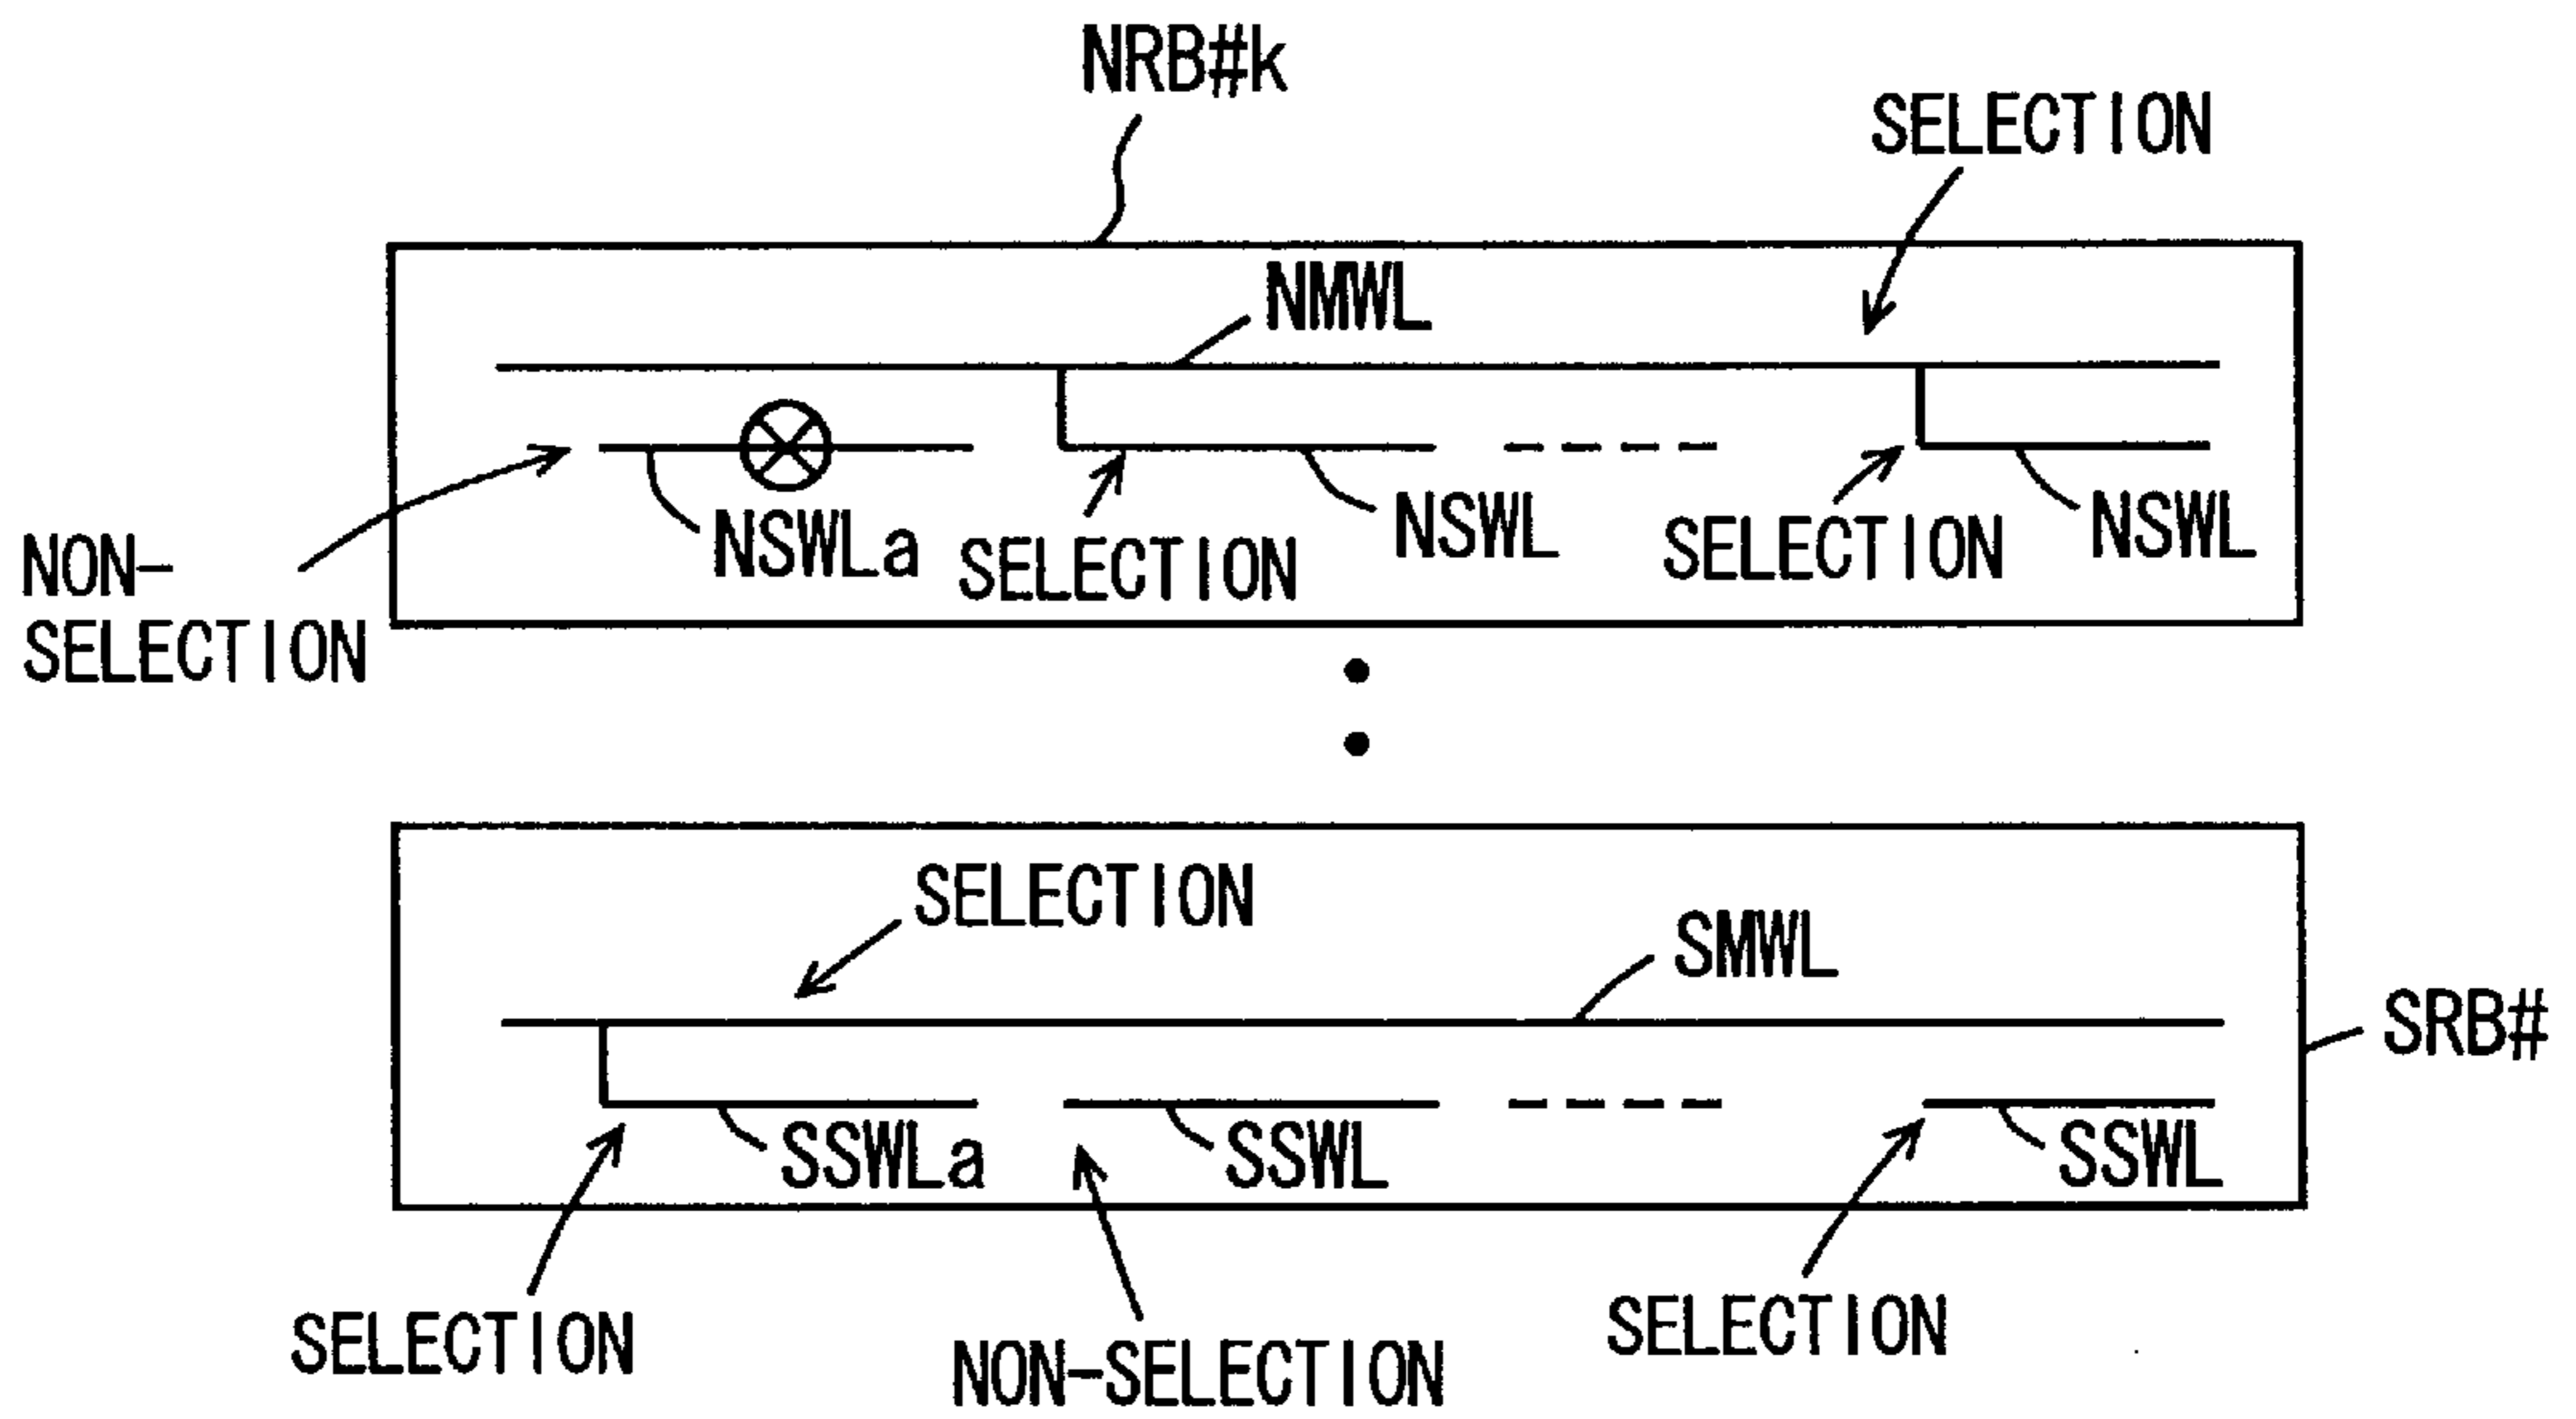 NRB#k
SELECTION
NMWL
NSWLa
SELECTION
NSWL
SELECTION
NSWL
NON-
SELECTION
SELECTION
SMWL
SRB#
SSWLa
SSWL
SSWL
SELECTION
NON-SELECTION
SELECTION